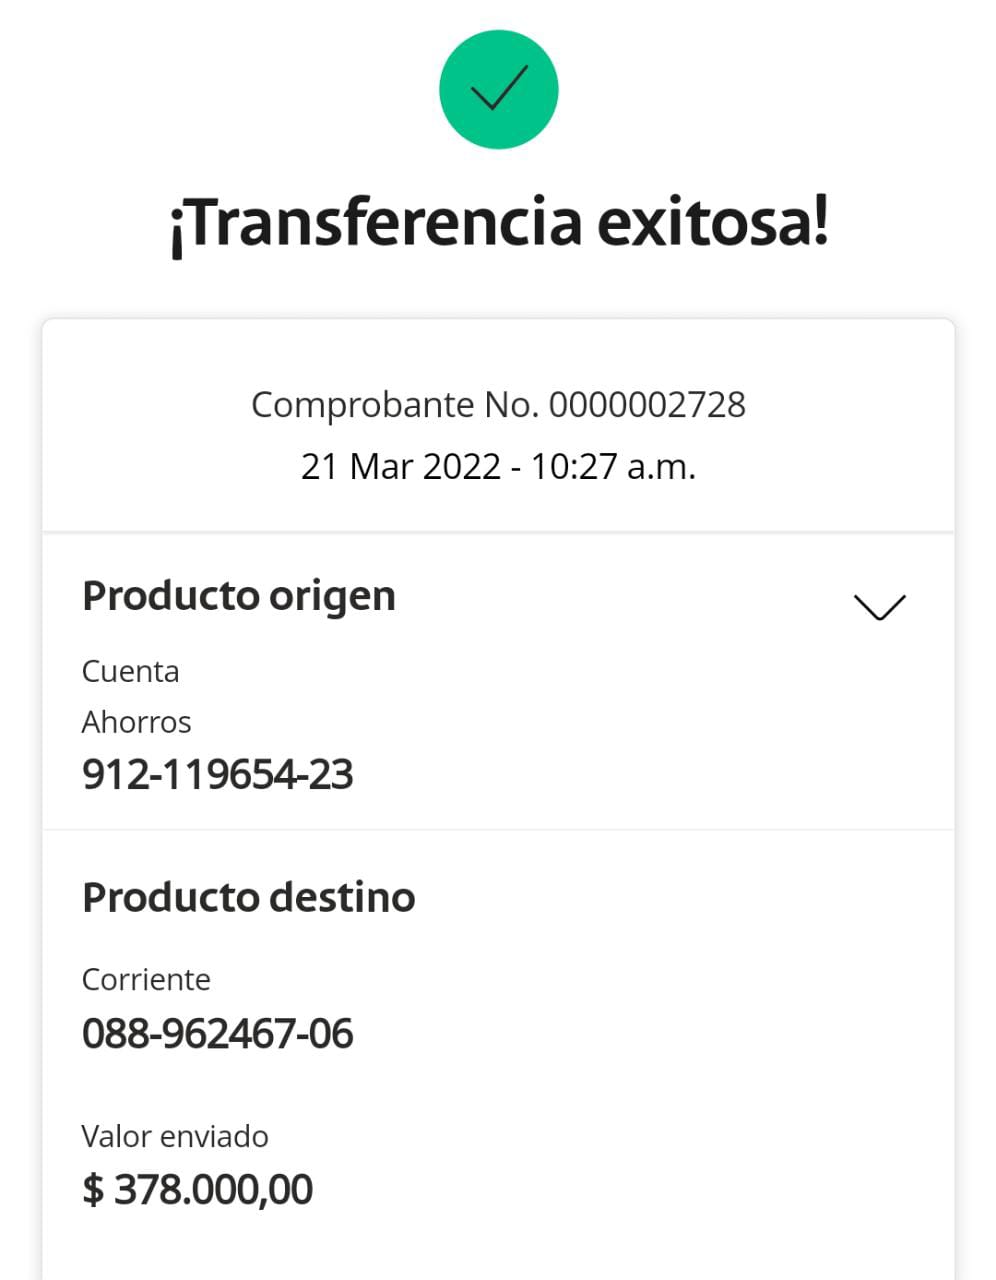 ¡Transferencia exitosa!
Comprobante No. 0000002728
21 Mar 2022 - 10:27 a.m.
Producto origen
Cuenta
Ahorros
912-119654-23
Producto destino
Corriente
088-962467-06
Valor enviado
$ 378.000,00